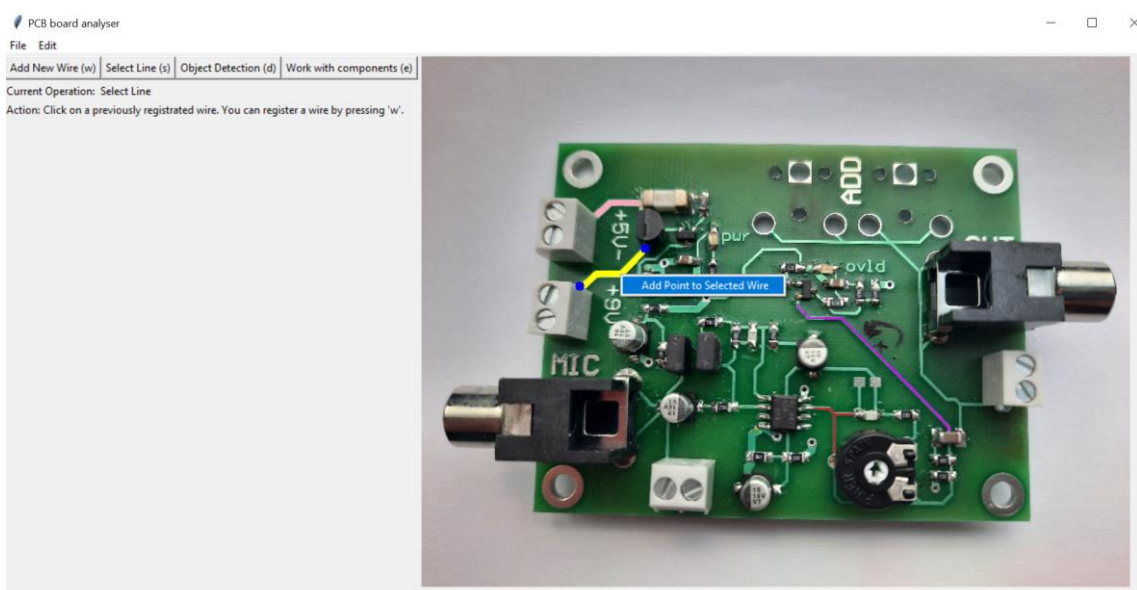 PCB board analyser
File Edit
Add New Wire (w) Select Line (s) Object Detection (d) Work with components (e)
Current Operation: Select Line
Action: Click on a previously registrated wire. You can register a wire by pressing 'w'.
ADD
+5V-
pwr
OUT
ovld
Add Point to Selected Wire
+9V
MIC